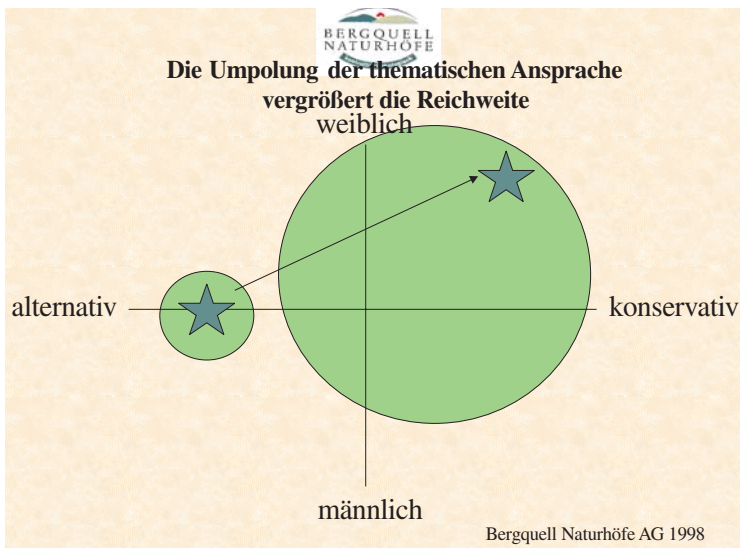 BERGQUELL
NATURHÖFE
Die Umpolung der thematischen Ansprache
vergrößert die Reichweite
weiblich
alternativ
konservativ
männlich
Bergquell Naturhöfe AG 1998